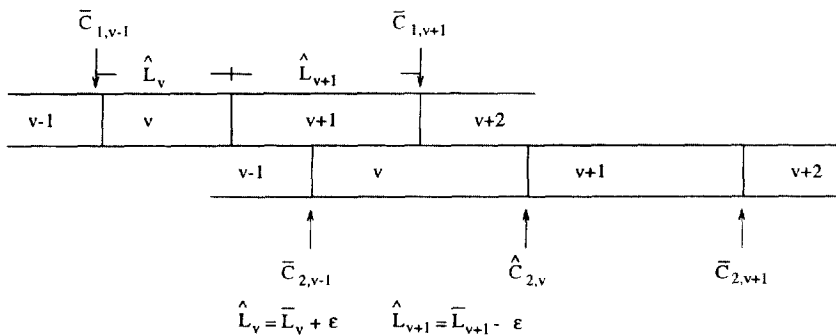 C̄₁,ᵥ₋₁ C̄₁,ᵥ₊₁
L̂ᵥ L̂ᵥ₊₁
v-1 v v+1 v+2
v-1 v v+1 v+2
C̄₂,ᵥ₋₁ Ĉ₂,ᵥ C̄₂,ᵥ₊₁
L̂ᵥ = L̄ᵥ + ε L̂ᵥ₊₁ = L̄ᵥ₊₁ - ε